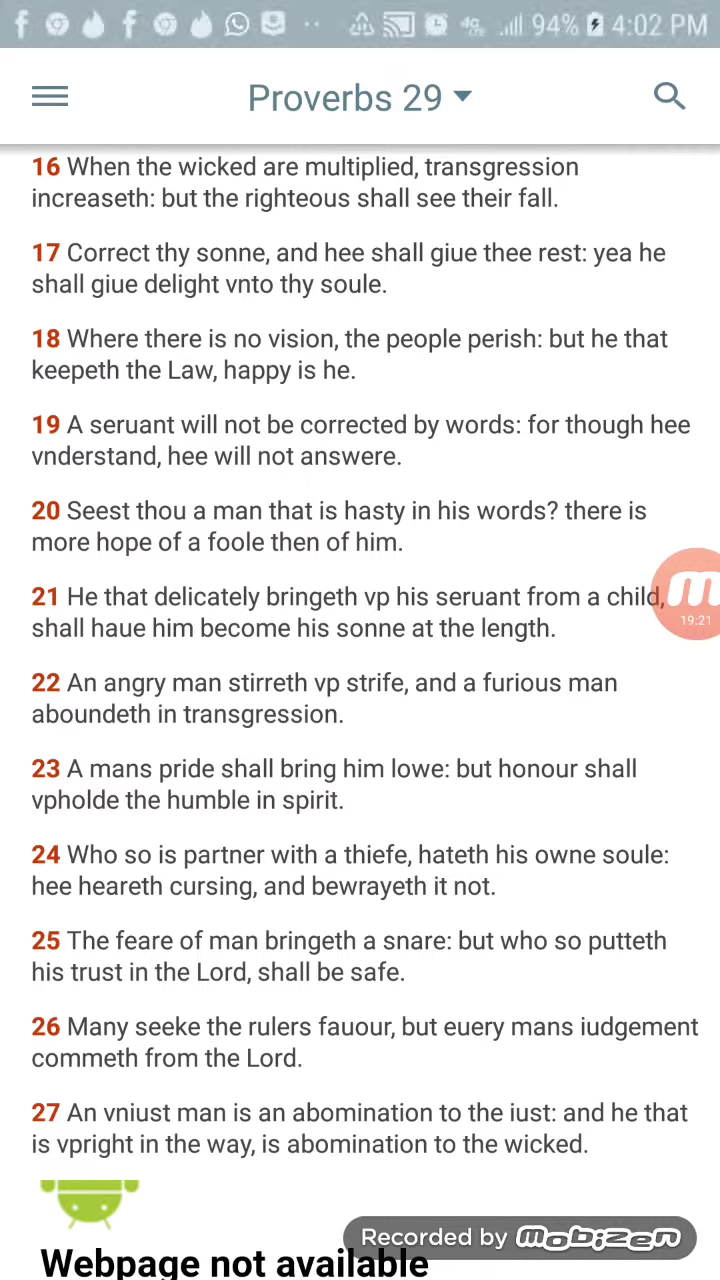 94% 4:02 PM
Proverbs 29
16 When the wicked are multiplied, transgression
increaseth: but the righteous shall see their fall.
17 Correct thy sonne, and hee shall giue thee rest: yea he
shall giue delight vnto thy soule.
18 Where there is no vision, the people perish: but he that
keepeth the Law, happy is he.
19 A seruant will not be corrected by words: for though hee
vnderstand, hee will not answere.
20 Seest thou a man that is hasty in his words? there is
more hope of a foole then of him.
21 He that delicately bringeth vp his seruant from a child,
shall haue him become his sonne at the length.
19:21
22 An angry man stirreth vp strife, and a furious man
aboundeth in transgression.
23 A mans pride shall bring him lowe: but honour shall
vpholde the humble in spirit.
24 Who so is partner with a thiefe, hateth his owne soule:
hee heareth cursing, and bewrayeth it not.
25 The feare of man bringeth a snare: but who so putteth
his trust in the Lord, shall be safe.
26 Many seeke the rulers fauour, but euery mans iudgement
commeth from the Lord.
27 An vniust man is an abomination to the iust: and he that
is vpright in the way, is abomination to the wicked.
Recorded by mobizen
Webpage not available